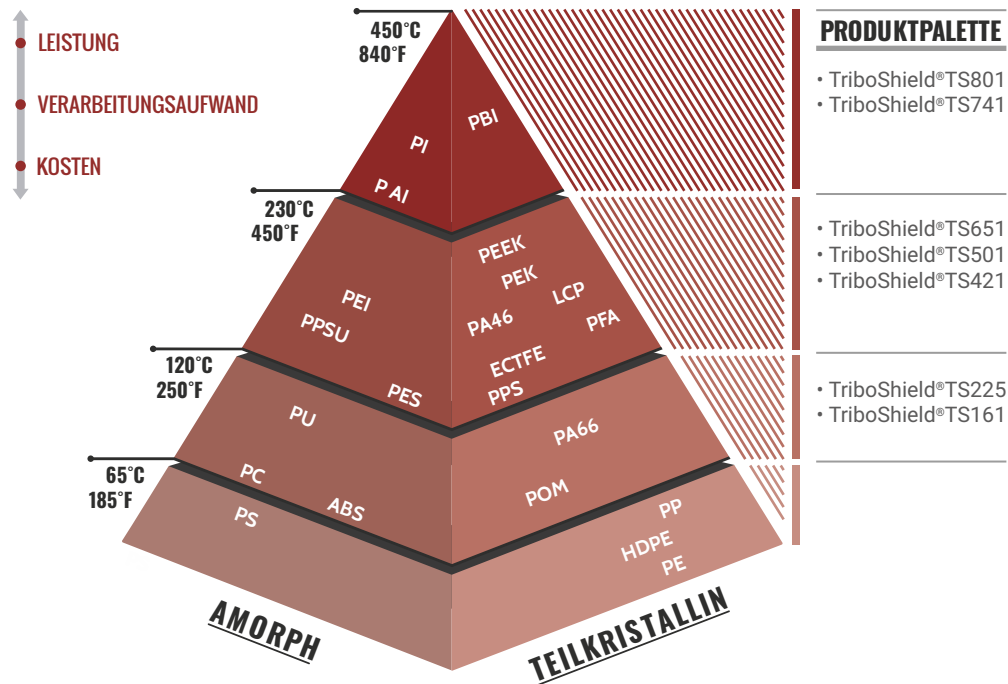 LEISTUNG
VERARBEITUNGSAUFWAND
KOSTEN
450°C
840°F
230°C
450°F
120°C
250°F
65°C
185°F
PI
PAI
PBI
PEI
PPSU
PES
PEEK
PEK
LCP
PA46
PFA
ECTFE
PPS
PU
PC
ABS
PA66
POM
PS
PP
HDPE
PE
AMORPH
TEILKRISTALLIN
PRODUKTPALETTE
• TriboShield®TS801
• TriboShield®TS741
• TriboShield®TS651
• TriboShield®TS501
• TriboShield®TS421
• TriboShield®TS225
• TriboShield®TS161